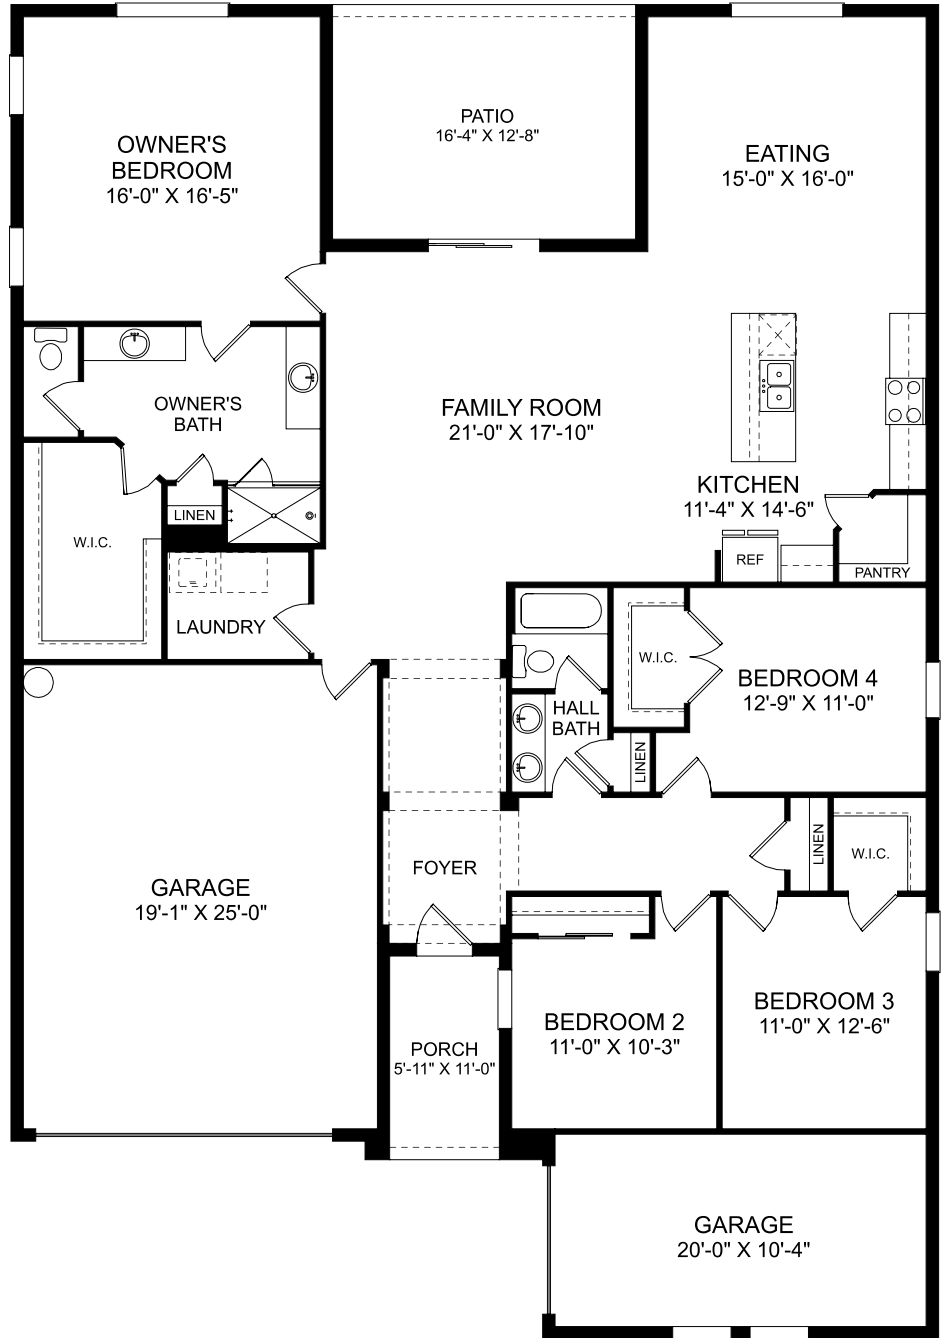 PATIO
16'-4" X 12'-8"
OWNER'S
BEDROOM
16'-0" X 16'-5"
EATING
15'-0" X 16'-0"
OWNER'S
BATH
FAMILY ROOM
21'-0" X 17'-10"
KITCHEN
11'-4" X 14'-6"
LINEN
W.I.C.
REF
PANTRY
LAUNDRY
W.I.C.
BEDROOM 4
12'-9" X 11'-0"
HALL
BATH
LINEN
FOYER
LINEN
W.I.C.
GARAGE
19'-1" X 25'-0"
BEDROOM 2
11'-0" X 10'-3"
BEDROOM 3
11'-0" X 12'-6"
PORCH
5'-11" X 11'-0"
GARAGE
20'-0" X 10'-4"